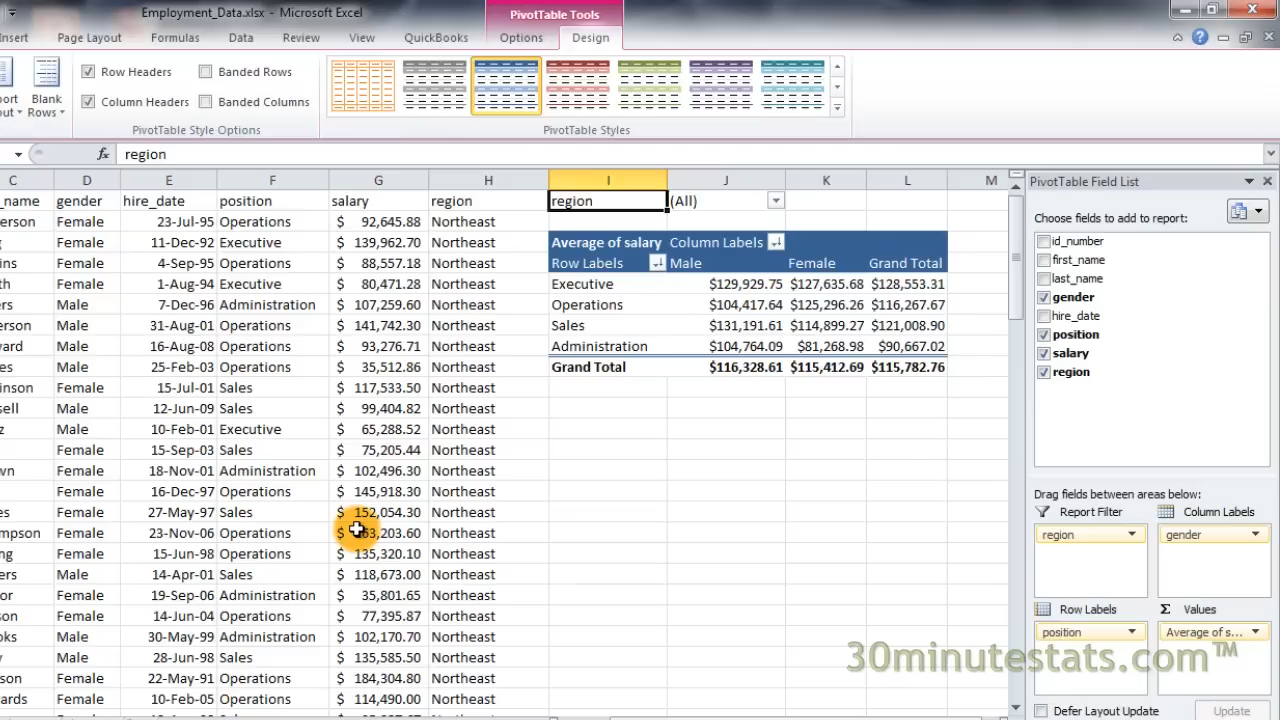 Employment_Data.xlsx - Microsoft Excel
PivotTable Tools
Insert Page Layout Formulas Data Review View QuickBooks Options Design
Row Headers Banded Rows
Blank Rows
Column Headers Banded Columns
PivotTable Style Options PivotTable Styles
fx region
C D E F G H I J K L M
_name gender hire_date position salary region region (All)
Female 23-Jul-95 Operations $ 92,645.88 Northeast
Female 11-Dec-92 Executive $ 139,962.70 Northeast Average of salary Column Labels
Female 4-Sep-95 Operations $ 88,557.18 Northeast Row Labels Male Female Grand Total
Female 1-Aug-94 Executive $ 80,471.28 Northeast Executive $129,929.75 $127,635.68 $128,553.31
Male 7-Dec-96 Administration $ 107,259.60 Northeast Operations $104,417.64 $125,296.26 $116,267.67
Male 31-Aug-01 Operations $ 141,742.30 Northeast Sales $131,191.61 $114,899.27 $121,008.90
Male 16-Aug-08 Operations $ 93,276.71 Northeast Administration $104,764.09 $81,268.98 $90,667.02
Male 25-Feb-03 Operations $ 35,512.86 Northeast Grand Total $116,328.61 $115,412.69 $115,782.76
Female 15-Jul-01 Sales $ 117,533.50 Northeast
Male 12-Jun-09 Sales $ 99,404.82 Northeast
Male 10-Feb-01 Executive $ 65,288.52 Northeast
Female 15-Sep-03 Sales $ 75,205.44 Northeast
Female 18-Nov-01 Administration $ 102,496.30 Northeast
Female 16-Dec-97 Operations $ 145,918.30 Northeast
Female 27-May-97 Sales $ 152,054.30 Northeast
Female 23-Nov-06 Operations $ Northeast
Female 15-Jun-98 Operations $ 135,320.10 Northeast
Male 14-Apr-01 Sales $ 118,673.00 Northeast
Female 19-Sep-06 Administration $ 35,801.65 Northeast
Female 14-Jun-04 Operations $ 77,395.87 Northeast
Male 30-May-99 Administration $ 102,170.70 Northeast
Male 28-Jun-98 Sales $ 135,585.50 Northeast
Female 22-May-91 Operations $ 184,304.80 Northeast
Female 10-Feb-05 Operations $ 114,490.00 Northeast
PivotTable Field List
Choose fields to add to report:
id_number
first_name
last_name
gender
hire_date
position
salary
region
Drag fields between areas below:
Report Filter Column Labels
region gender
Row Labels Σ Values
position Average of s...
30minutestats.com™
Defer Layout Update Update